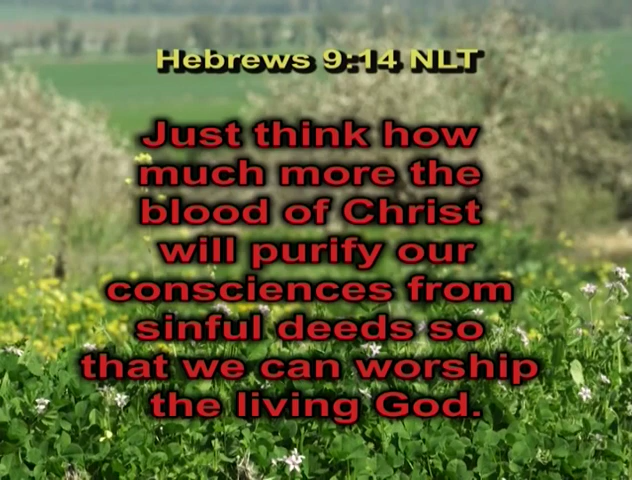 Hebrews 9:14 NLT
Just think how
much more the
blood of Christ
will purify our
consciences from
sinful deeds so
that we can worship
the living God.